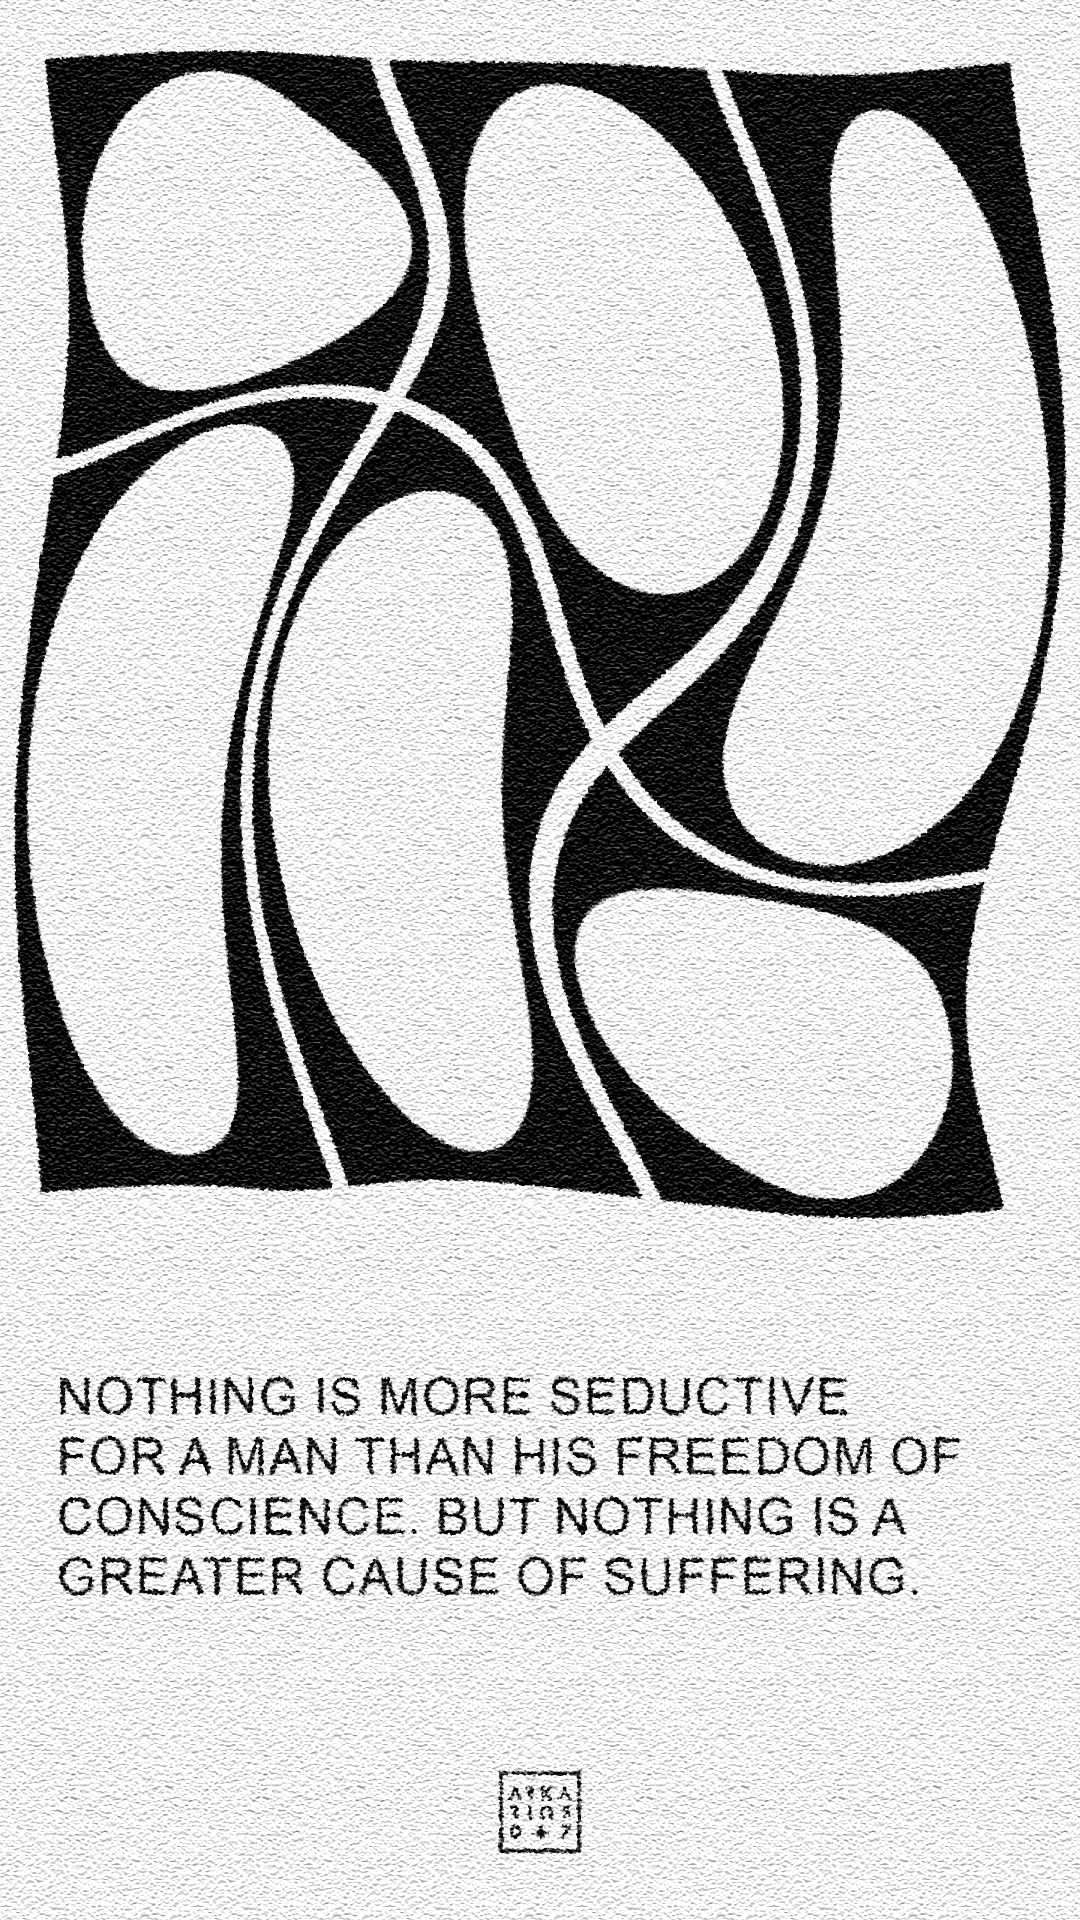 NOTHING IS MORE SEDUCTIVE
FOR A MAN THAN HIS FREEDOM OF
CONSCIENCE. BUT NOTHING IS A
GREATER CAUSE OF SUFFERING.